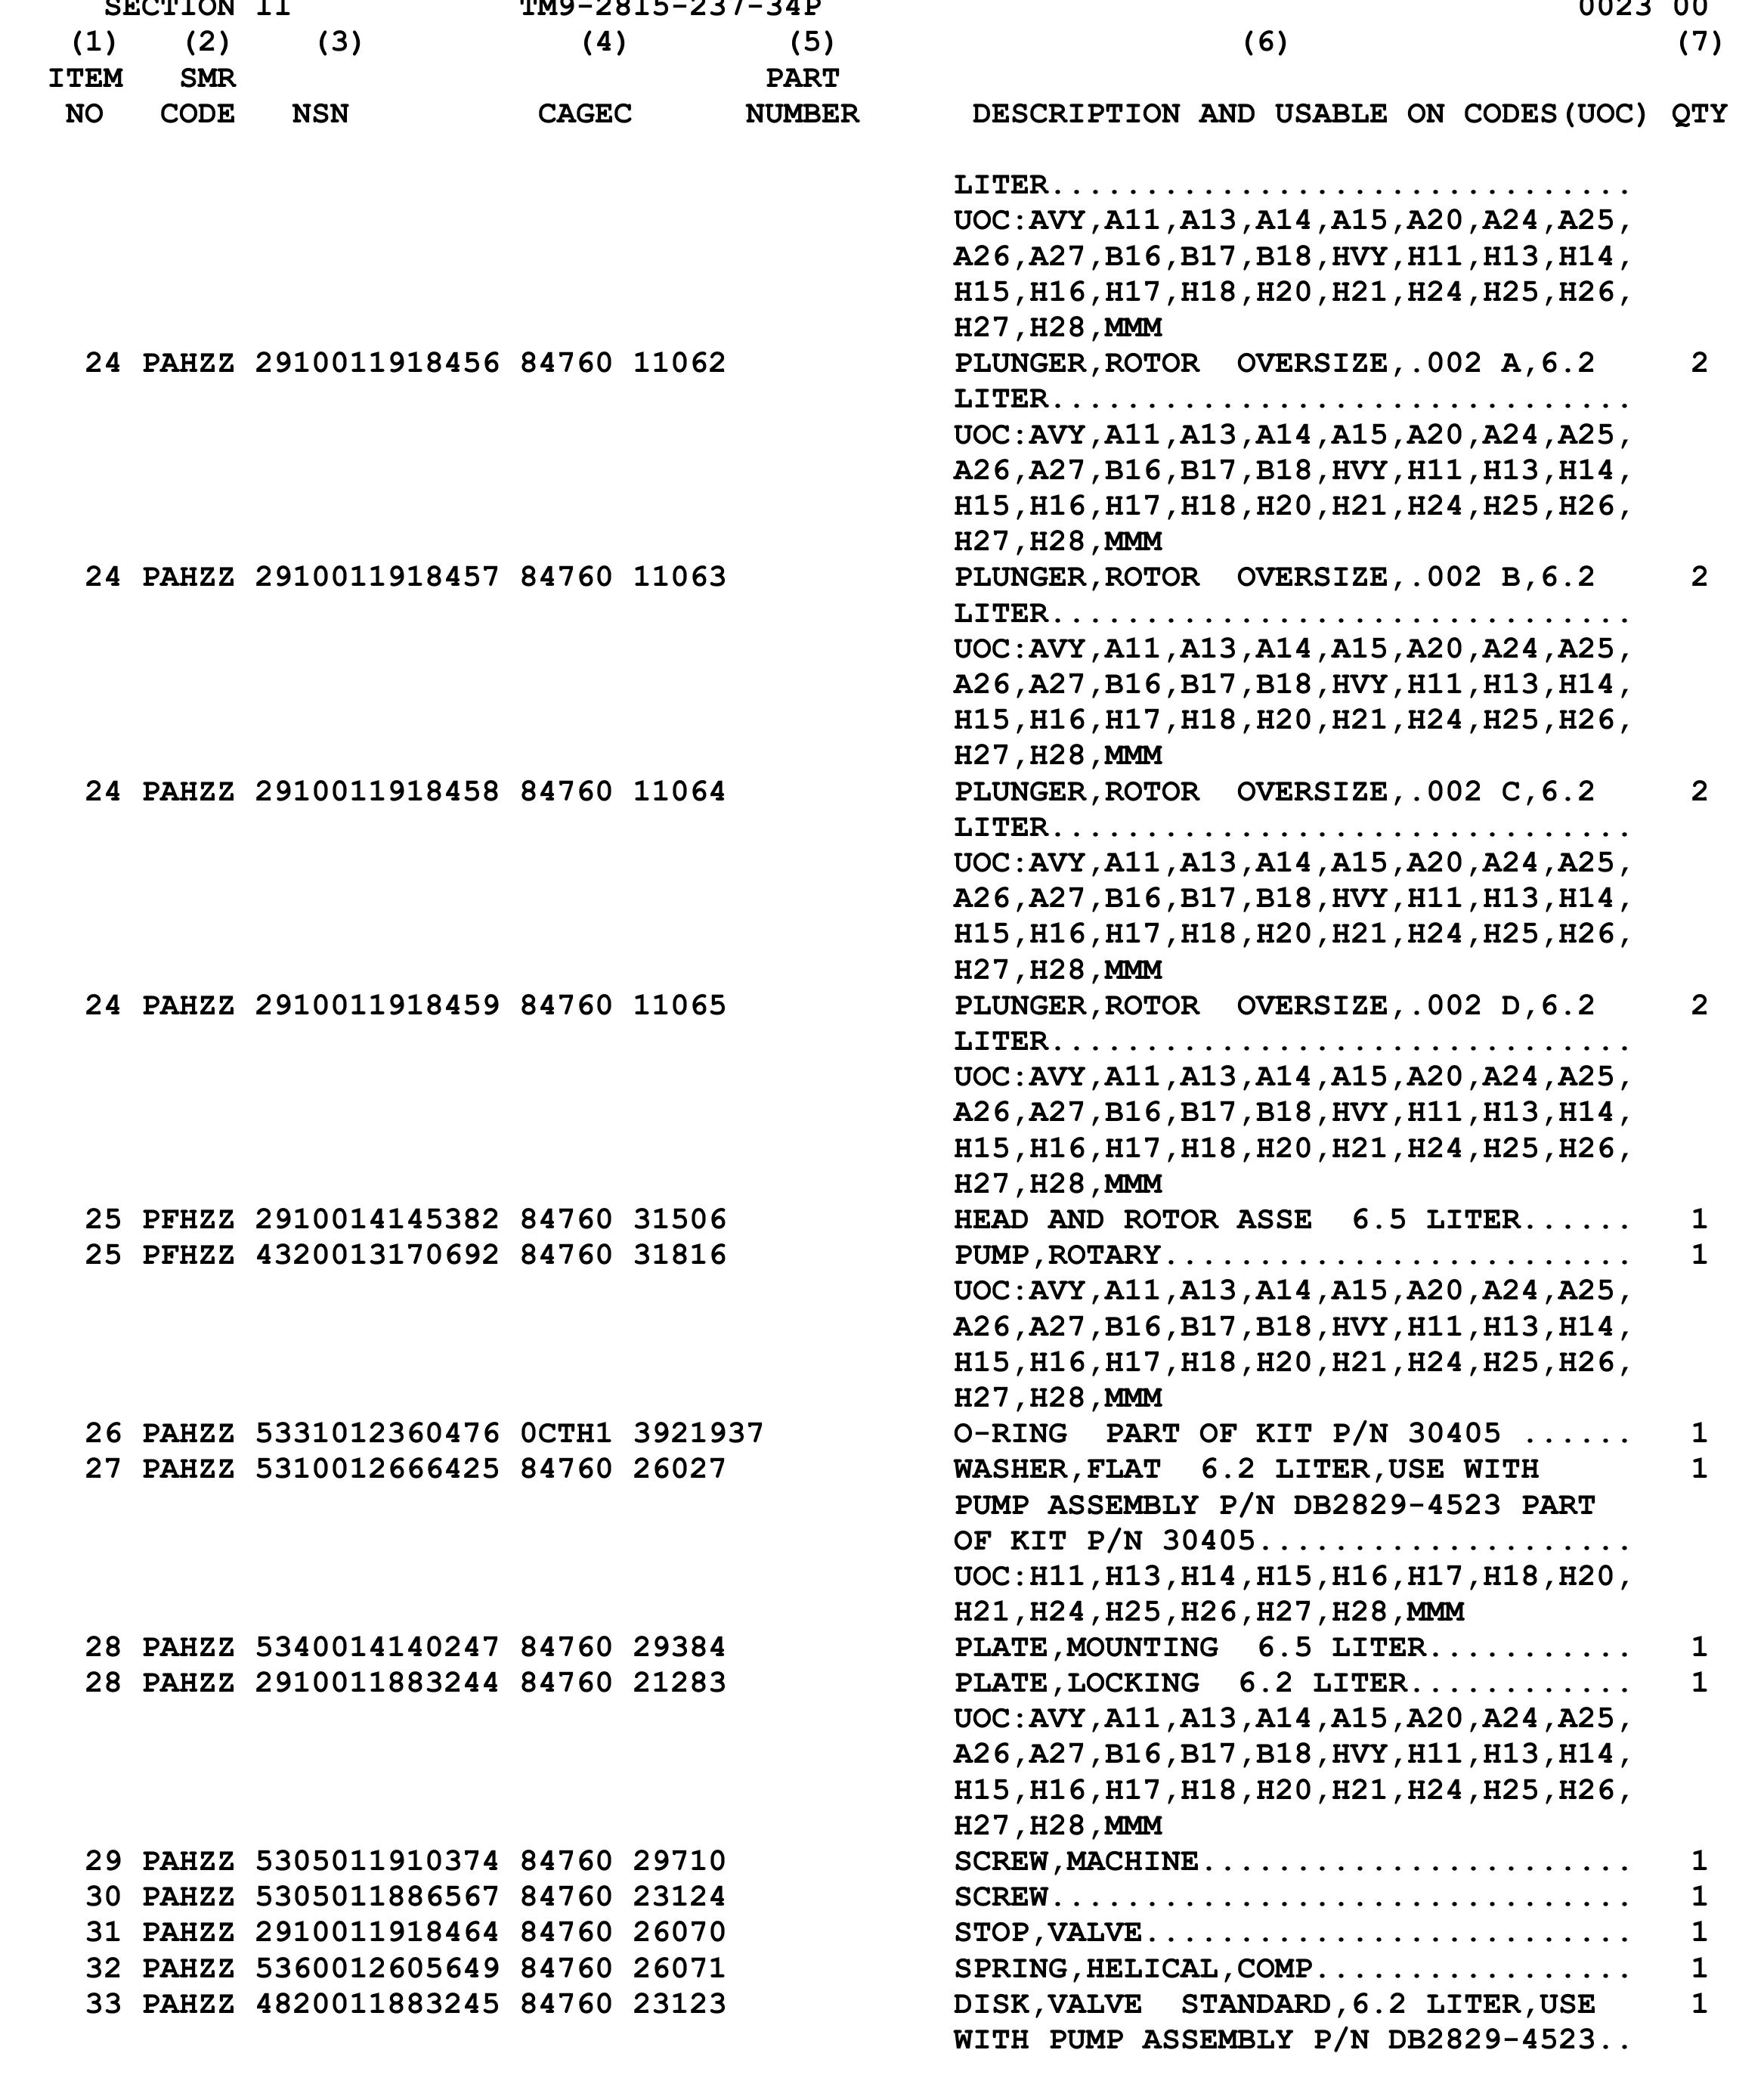 SECTION II TM9-2815-237-34P 0023 00
(1) (2) (3) (4) (5) (6) (7)
ITEM SMR PART
NO CODE NSN CAGEC NUMBER DESCRIPTION AND USABLE ON CODES(UOC) QTY
LITER...............................
UOC:AVY,A11,A13,A14,A15,A20,A24,A25,
A26,A27,B16,B17,B18,HVY,H11,H13,H14,
H15,H16,H17,H18,H20,H21,H24,H25,H26,
H27,H28,MMM
24 PAHZZ 2910011918456 84760 11062 PLUNGER,ROTOR OVERSIZE,.002 A,6.2 2
LITER...............................
UOC:AVY,A11,A13,A14,A15,A20,A24,A25,
A26,A27,B16,B17,B18,HVY,H11,H13,H14,
H15,H16,H17,H18,H20,H21,H24,H25,H26,
H27,H28,MMM
24 PAHZZ 2910011918457 84760 11063 PLUNGER,ROTOR OVERSIZE,.002 B,6.2 2
LITER...............................
UOC:AVY,A11,A13,A14,A15,A20,A24,A25,
A26,A27,B16,B17,B18,HVY,H11,H13,H14,
H15,H16,H17,H18,H20,H21,H24,H25,H26,
H27,H28,MMM
24 PAHZZ 2910011918458 84760 11064 PLUNGER,ROTOR OVERSIZE,.002 C,6.2 2
LITER...............................
UOC:AVY,A11,A13,A14,A15,A20,A24,A25,
A26,A27,B16,B17,B18,HVY,H11,H13,H14,
H15,H16,H17,H18,H20,H21,H24,H25,H26,
H27,H28,MMM
24 PAHZZ 2910011918459 84760 11065 PLUNGER,ROTOR OVERSIZE,.002 D,6.2 2
LITER...............................
UOC:AVY,A11,A13,A14,A15,A20,A24,A25,
A26,A27,B16,B17,B18,HVY,H11,H13,H14,
H15,H16,H17,H18,H20,H21,H24,H25,H26,
H27,H28,MMM
25 PFHZZ 2910014145382 84760 31506 HEAD AND ROTOR ASSE 6.5 LITER...... 1
25 PFHZZ 4320013170692 84760 31816 PUMP,ROTARY......................... 1
UOC:AVY,A11,A13,A14,A15,A20,A24,A25,
A26,A27,B16,B17,B18,HVY,H11,H13,H14,
H15,H16,H17,H18,H20,H21,H24,H25,H26,
H27,H28,MMM
26 PAHZZ 5331012360476 0CTH1 3921937 O-RING PART OF KIT P/N 30405 ...... 1
27 PAHZZ 5310012666425 84760 26027 WASHER,FLAT 6.2 LITER,USE WITH 1
PUMP ASSEMBLY P/N DB2829-4523 PART
OF KIT P/N 30405....................
UOC:H11,H13,H14,H15,H16,H17,H18,H20,
H21,H24,H25,H26,H27,H28,MMM
28 PAHZZ 5340014140247 84760 29384 PLATE,MOUNTING 6.5 LITER........... 1
28 PAHZZ 2910011883244 84760 21283 PLATE,LOCKING 6.2 LITER............ 1
UOC:AVY,A11,A13,A14,A15,A20,A24,A25,
A26,A27,B16,B17,B18,HVY,H11,H13,H14,
H15,H16,H17,H18,H20,H21,H24,H25,H26,
H27,H28,MMM
29 PAHZZ 5305011910374 84760 29710 SCREW,MACHINE....................... 1
30 PAHZZ 5305011886567 84760 23124 SCREW............................... 1
31 PAHZZ 2910011918464 84760 26070 STOP,VALVE.......................... 1
32 PAHZZ 5360012605649 84760 26071 SPRING,HELICAL,COMP................. 1
33 PAHZZ 4820011883245 84760 23123 DISK,VALVE STANDARD,6.2 LITER,USE 1
WITH PUMP ASSEMBLY P/N DB2829-4523..